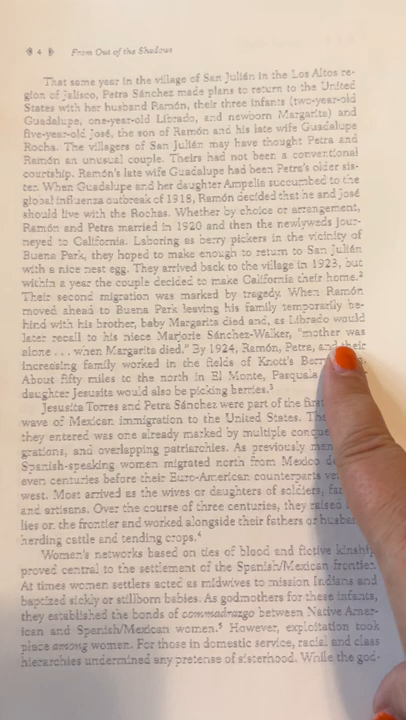 4 From Out of the Shadows
That same year in the village of San Julián in the Los Altos re-
gion of Jalisco, Petra Sánchez made plans to return to the United
States with her husband Ramón, their three infants (two-year-old
Guadalupe, one-year-old Librado, and newborn Margarita) and
five-year-old José, the son of Ramón and his late wife Guadalupe
Rocha. The villagers of San Julián may have thought Petra and
Ramón an unusual couple. Theirs had not been a conventional
courtship. Ramón's late wife Guadalupe had been Petra's older sis-
ter. When Guadalupe and her daughter Ampelia succumbed to the
global influenza outbreak of 1918, Ramón decided that he and José
should live with the Rochas. Whether by choice or arrangement,
Ramón and Petra married in 1920 and then the newlyweds jour-
neyed to California. Laboring as berry pickers in the vicinity of
Buena Park, they hoped to make enough to return to San Julián
with a nice nest egg. They arrived back to the village in 1923, but
within a year the couple decided to make California their home.²
Their second migration was marked by tragedy. When Ramón
moved ahead to Buena Park leaving his family temporarily be-
hind with his brother, baby Margarita died and, as Librado would
later recall to his niece Marjorie Sánchez-Walker, "mother was
alone . . . when Margarita died." By 1924, Ramón, Petra, and their
increasing family worked in the fields of Knott's
About fifty miles to the north in El Monte, Pasquala
daughter Jesusita would also be picking berries.³
Jesusita Torres and Petra Sánchez were part of the first
wave of Mexican immigration to the United States.
they entered was one already marked by multiple
grations, and overlapping patriarchies. As previously
Spanish-speaking women migrated north from Mexico
even centuries before their Euro-American counterparts
west. Most arrived as the wives or daughters of soldiers,
and artisans. Over the course of three centuries, they raised
lies on the frontier and worked alongside their fathers or
herding cattle and tending crops.⁴
Women's networks based on ties of blood and fictive kinship
proved central to the settlement of the Spanish/Mexican frontier.
At times women settlers acted as midwives to mission Indians and
baptized sickly or stillborn babies. As godmothers for these infants,
they established the bonds of commadrazgo between Native Amer-
ican and Spanish/Mexican women.⁵ However, exploitation took
place among women. For those in domestic service, racial and class
hierarchies undermined any pretense of sisterhood. While the god-